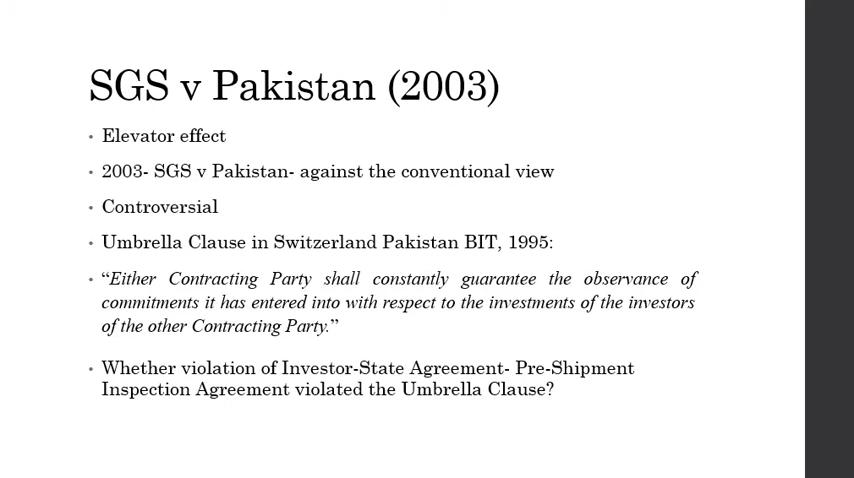 SGS v Pakistan (2003)
• Elevator effect
• 2003- SGS v Pakistan- against the conventional view
• Controversial
• Umbrella Clause in Switzerland Pakistan BIT, 1995:
• “Either Contracting Party shall constantly guarantee the observance of
commitments it has entered into with respect to the investments of the investors
of the other Contracting Party.”
• Whether violation of Investor-State Agreement- Pre-Shipment
Inspection Agreement violated the Umbrella Clause?